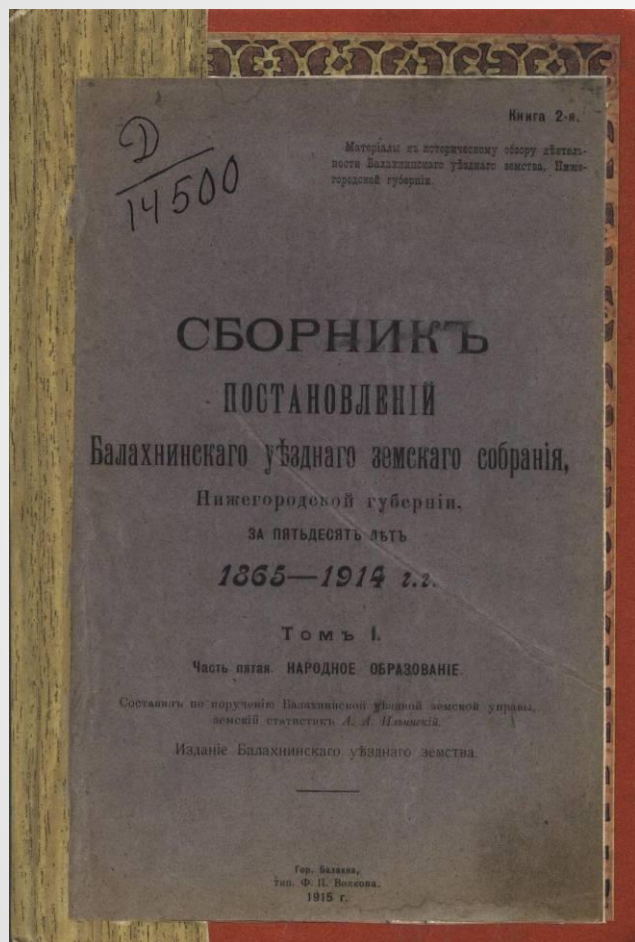 Д
14500
Книга 2-я.
Матеріалы къ историческому обзору дѣятель-
ности Балахнинскаго уѣзднаго земства, Ниже-
городской губерніи.
СБОРНИКЪ
ПОСТАНОВЛЕНІЙ
Балахнинскаго уѣзднаго земскаго собранія,
Нижегородской губерніи,
ЗА ПЯТЬДЕСЯТЪ ЛѢТЪ
1865—1914 г.г.
Томъ I.
Часть пятая. НАРОДНОЕ ОБРАЗОВАНІЕ.
Составилъ по порученію Балахнинской уѣздной земской управы,
земскій статистикъ А. А. Ильинскій.
Изданіе Балахнинскаго уѣзднаго земства.
Гор. Балахна,
тип. Ф. П. Волкова.
1915 г.